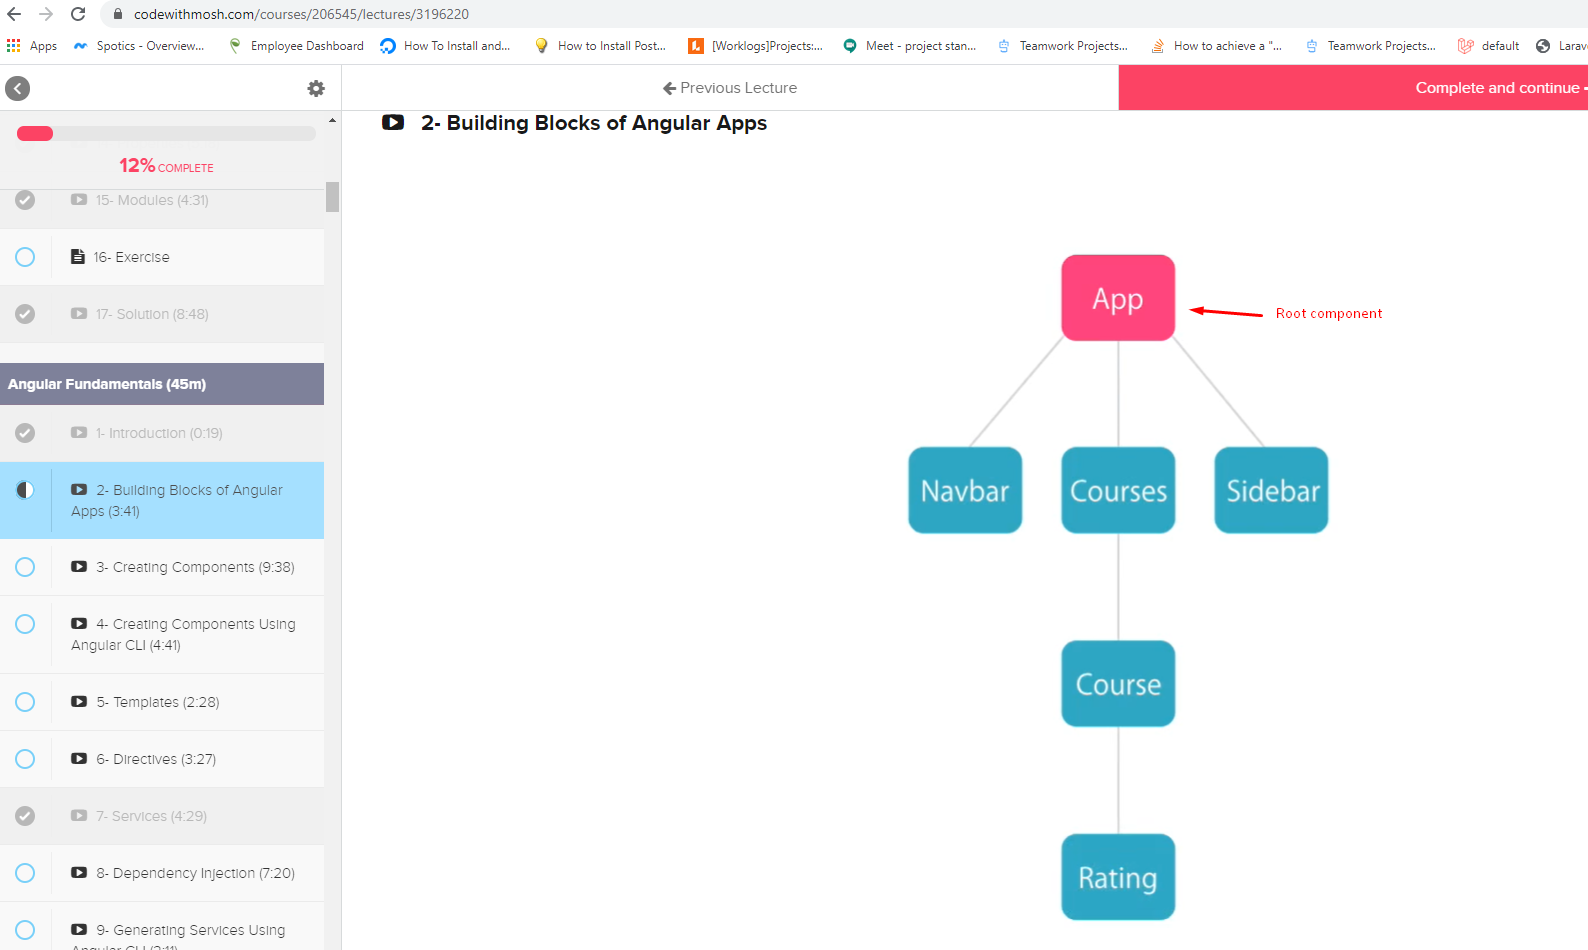 codewithmosh.com/courses/206545/lectures/3196220
Apps
Spotics - Overview...
Employee Dashboard
How To Install and...
How to Install Post...
[Worklogs]Projects:...
Meet - project stan...
Teamwork Projects...
How to achieve a "...
Teamwork Projects...
default
Larav
Previous Lecture
Complete and continue
2- Building Blocks of Angular Apps
12% COMPLETE
15- Modules (4:31)
16- Exercise
17- Solution (8:48)
Angular Fundamentals (45m)
1- Introduction (0:19)
2- Building Blocks of Angular
Apps (3:41)
3- Creating Components (9:38)
4- Creating Components Using
Angular CLI (4:41)
5- Templates (2:28)
6- Directives (3:27)
7- Services (4:29)
8- Dependency Injection (7:20)
9- Generating Services Using
Angular CLI (2:11)
App
Root component
Navbar
Courses
Sidebar
Course
Rating